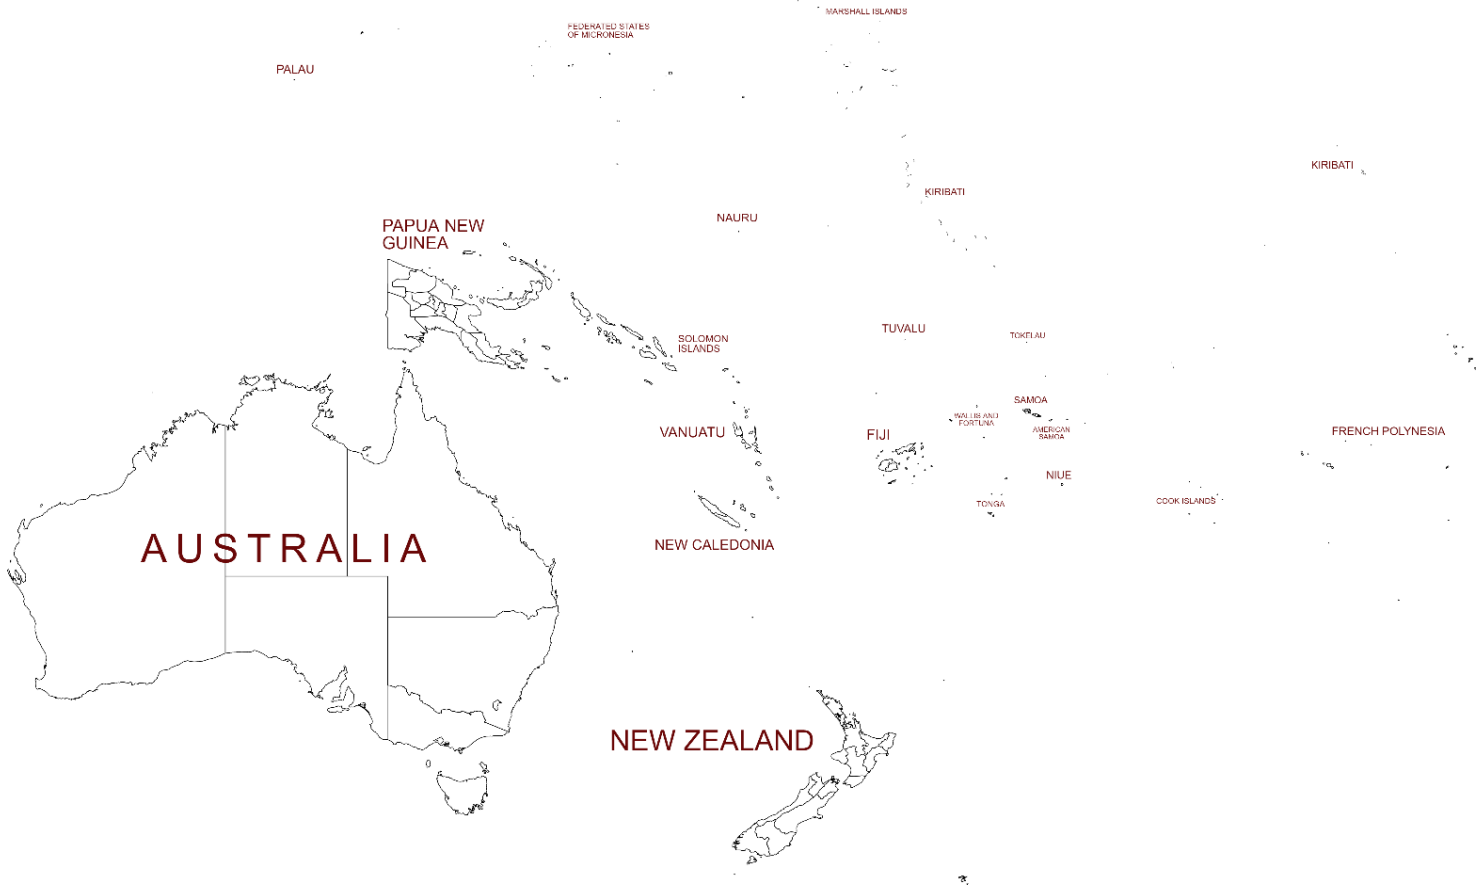 MARSHALL ISLANDS
FEDERATED STATES
OF MICRONESIA
PALAU
KIRIBATI
KIRIBATI
NAURU
PAPUA NEW
GUINEA
TUVALU
TOKELAU
SOLOMON
ISLANDS
SAMOA
WALLIS AND
FORTUNA
AMERICAN
SAMOA
VANUATU
FIJI
FRENCH POLYNESIA
NIUE
TONGA
COOK ISLANDS
NEW CALEDONIA
AUSTRALIA
NEW ZEALAND